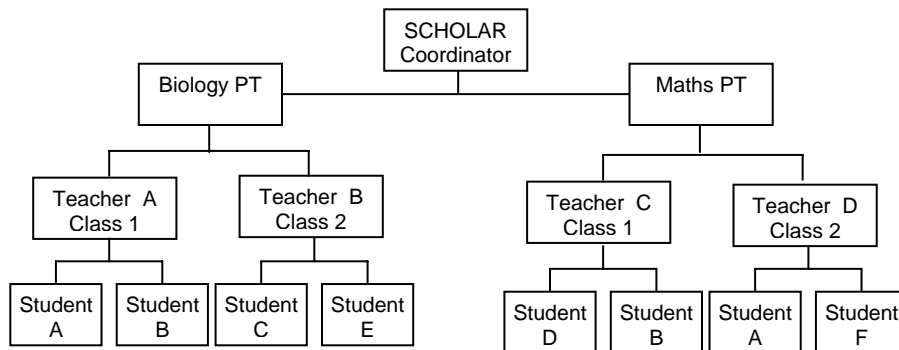 SCHOLAR
Coordinator
Biology PT
Maths PT
Teacher A
Class 1
Teacher B
Class 2
Teacher C
Class 1
Teacher D
Class 2
Student
A
Student
B
Student
C
Student
E
Student
D
Student
B
Student
A
Student
F